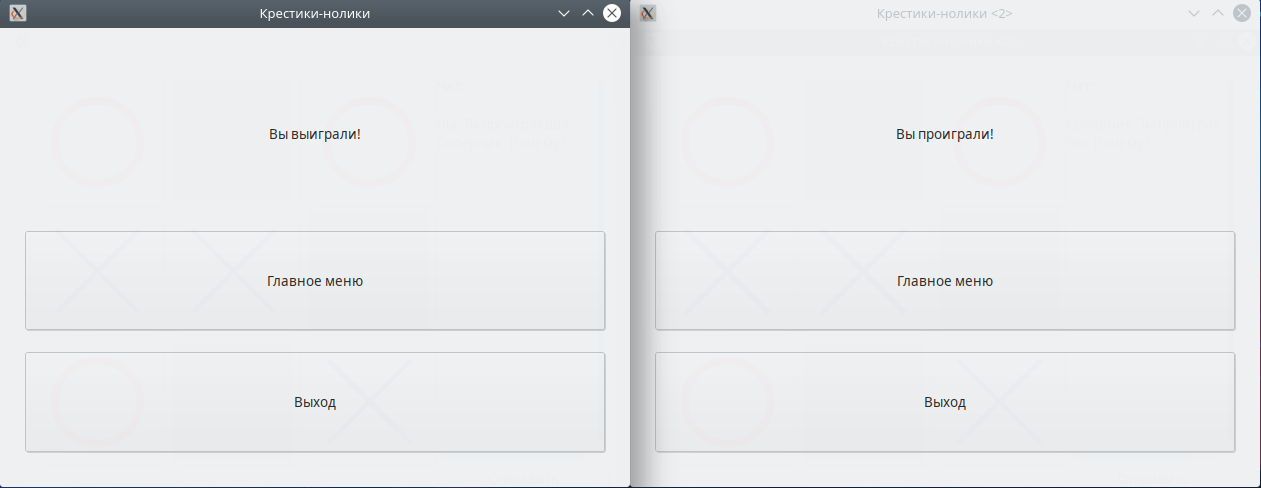 Крестики-нолики
Вы выиграли!
Главное меню
Выход
Крестики-нолики <2>
Вы проиграли!
Главное меню
Выход